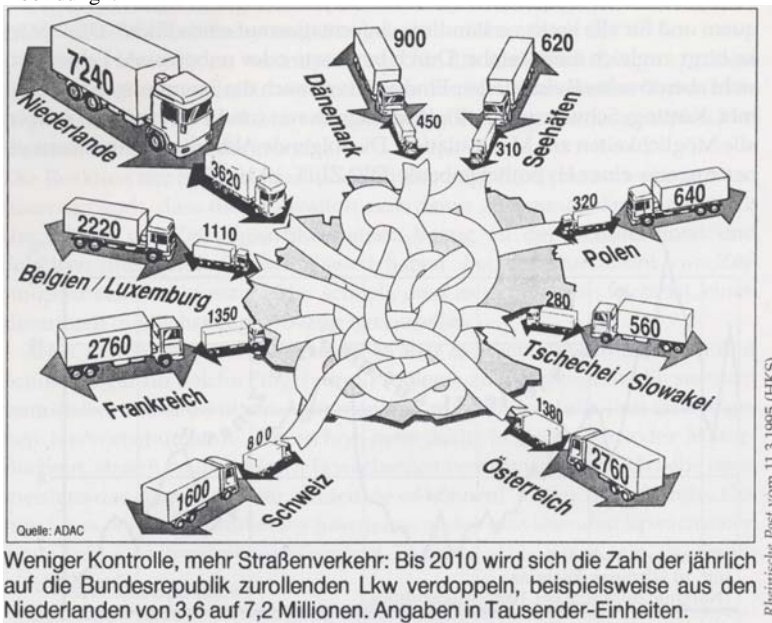 7240
Niederlande
3620
900
Dänemark
450
620
Seehäfen
310
320
640
Polen
2220
1110
Belgien / Luxemburg
280
560
Tschechei / Slowakei
2760
1350
Frankreich
1380
2760
Österreich
1600
800
Schweiz
Quelle: ADAC
Weniger Kontrolle, mehr Straßenverkehr: Bis 2010 wird sich die Zahl der jährlich
auf die Bundesrepublik zurollenden Lkw verdoppeln, beispielsweise aus den
Niederlanden von 3,6 auf 7,2 Millionen. Angaben in Tausender-Einheiten.
Rheinische Post vom 11.3.1995 (HKS)